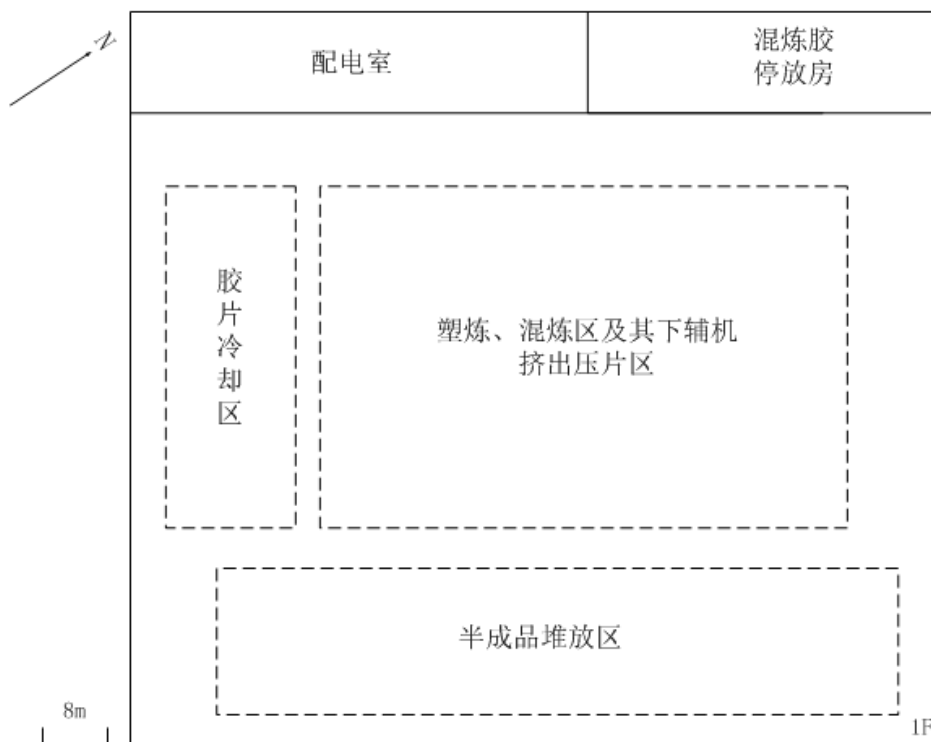 N
配电室
混炼胶
停放房
胶片冷却区
塑炼、混炼区及其下辅机
挤出压片区
半成品堆放区
8m
1F